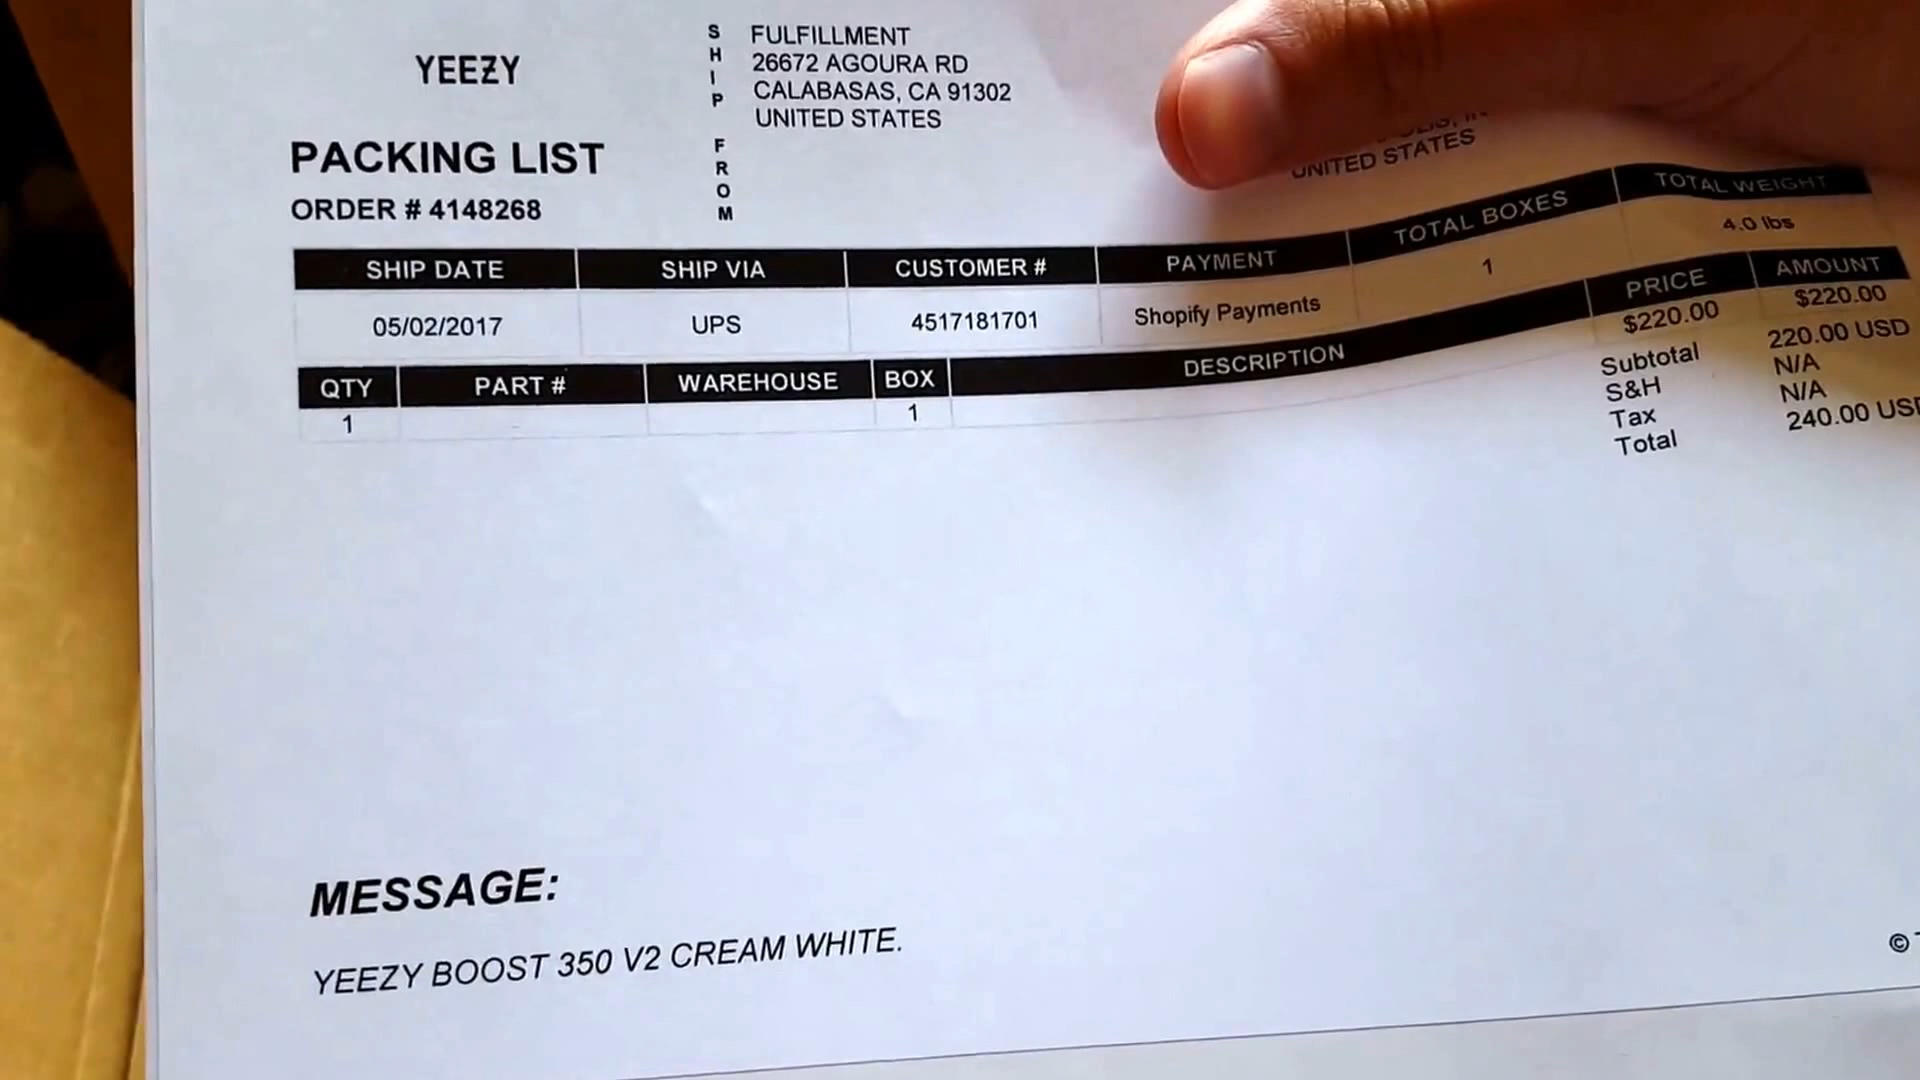 YEEZY
PACKING LIST
ORDER # 4148268
SHIP FROM
FULFILLMENT
26672 AGOURA RD
CALABASAS, CA 91302
UNITED STATES
UNITED STATES
SHIP DATE SHIP VIA CUSTOMER # PAYMENT TOTAL BOXES TOTAL WEIGHT
05/02/2017 UPS 4517181701 Shopify Payments 1 4.0 lbs
QTY PART # WAREHOUSE BOX DESCRIPTION PRICE AMOUNT
1 1 $220.00 $220.00
Subtotal 220.00 USD
S&H N/A
Tax N/A
Total 240.00 USD
MESSAGE:
YEEZY BOOST 350 V2 CREAM WHITE.
©